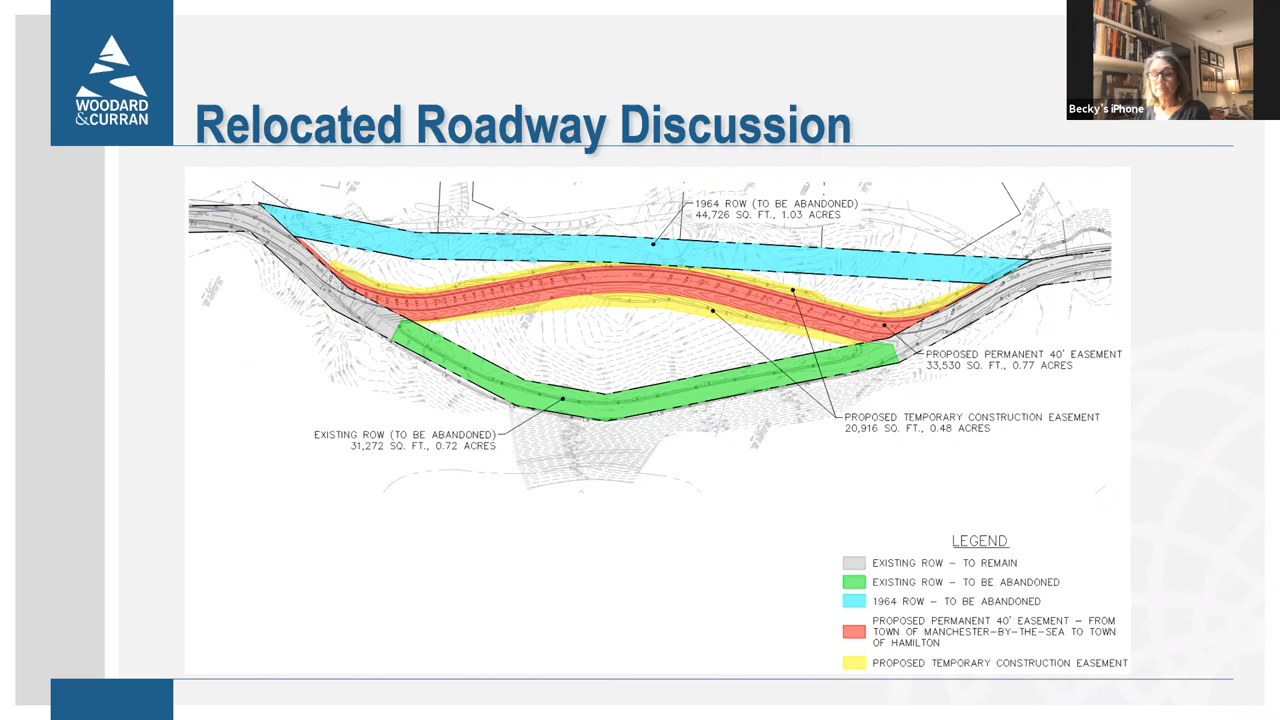 WOODARD
&CURRAN
Relocated Roadway Discussion
Becky's iPhone
1964 ROW (TO BE ABANDONED)
44,726 SQ. FT., 1.03 ACRES
PROPOSED PERMANENT 40' EASEMENT
33,530 SQ. FT., 0.77 ACRES
PROPOSED TEMPORARY CONSTRUCTION EASEMENT
20,916 SQ. FT., 0.48 ACRES
EXISTING ROW (TO BE ABANDONED)
31,272 SQ. FT., 0.72 ACRES
LEGEND
EXISTING ROW – TO REMAIN
EXISTING ROW – TO BE ABANDONED
1964 ROW – TO BE ABANDONED
PROPOSED PERMANENT 40' EASEMENT – FROM
TOWN OF MANCHESTER–BY–THE–SEA TO TOWN
OF HAMILTON
PROPOSED TEMPORARY CONSTRUCTION EASEMENT